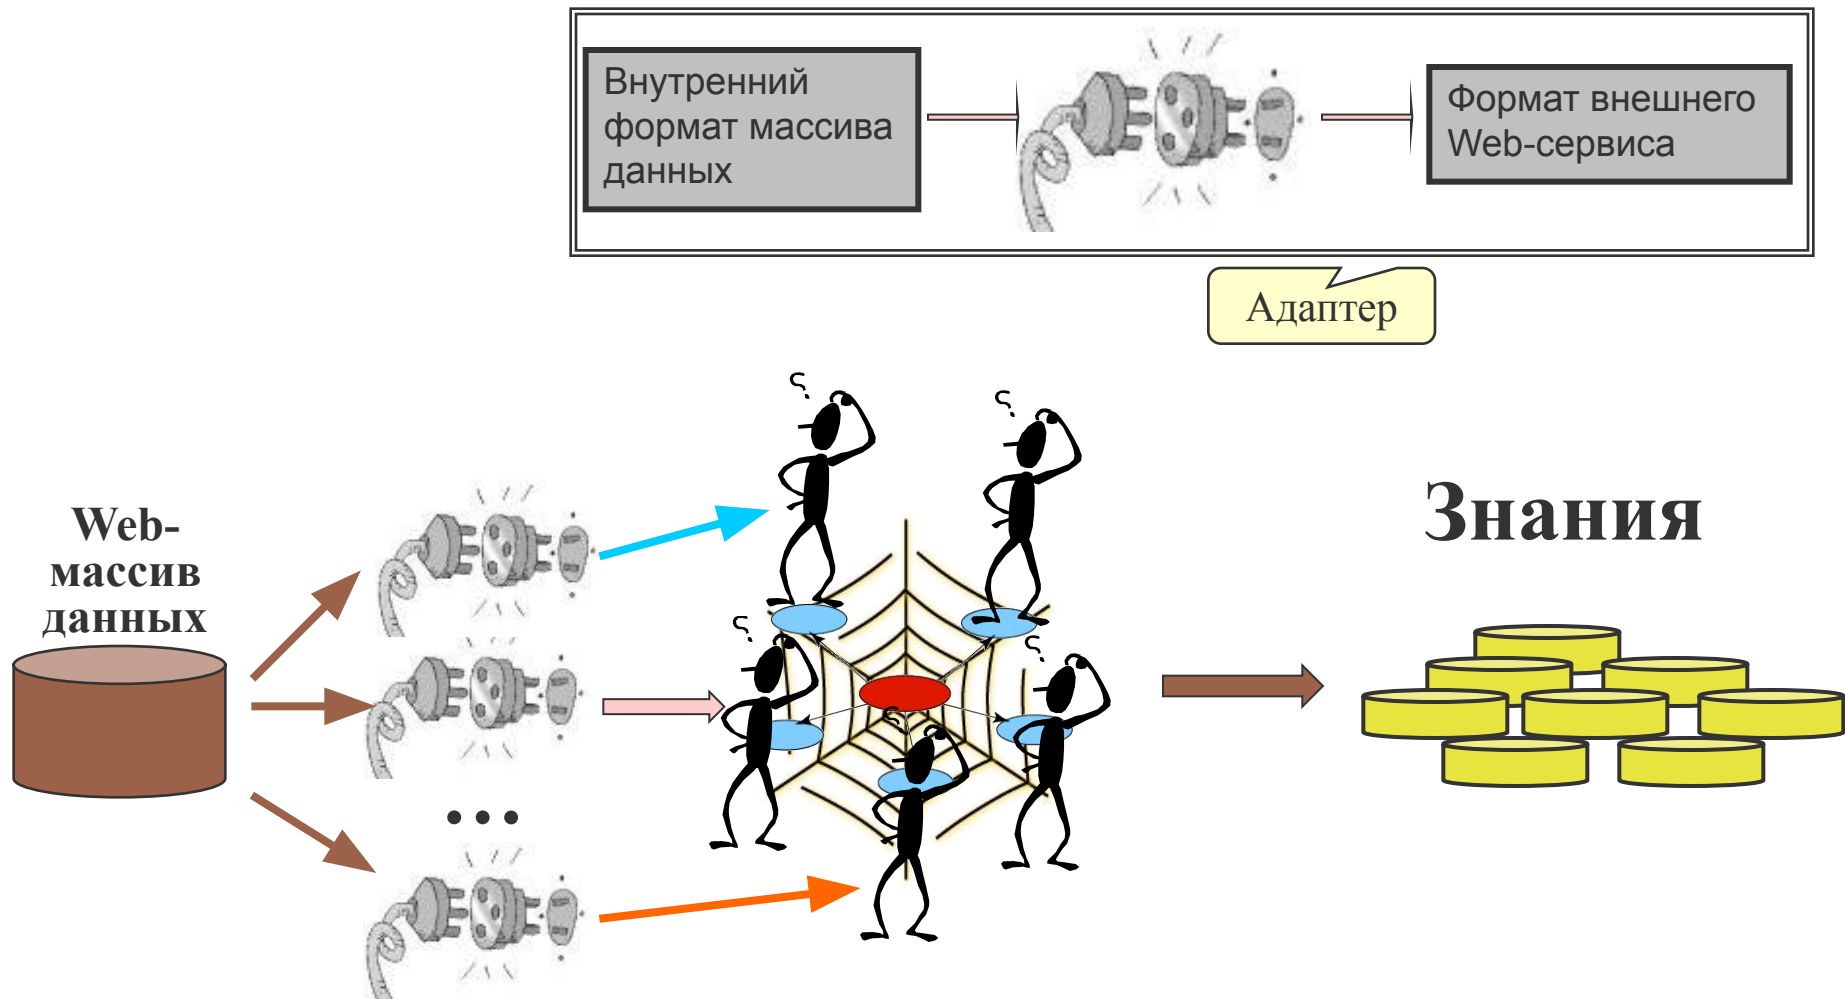 Внутренний
формат массива
данных
Формат внешнего
Web-сервиса
Адаптер
Web-
массив
данных
Знания
?
?
?
?
?
...